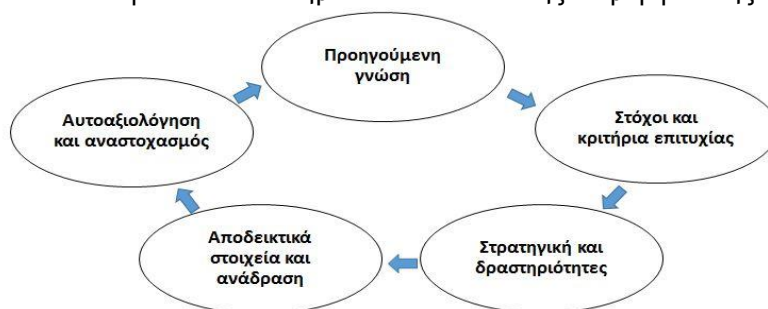 Προηγούμενη
γνώση
Στόχοι και
κριτήρια επιτυχίας
Στρατηγική και
δραστηριότητες
Αποδεικτικά
στοιχεία και
ανάδραση
Αυτοαξιολόγηση
και αναστοχασμός